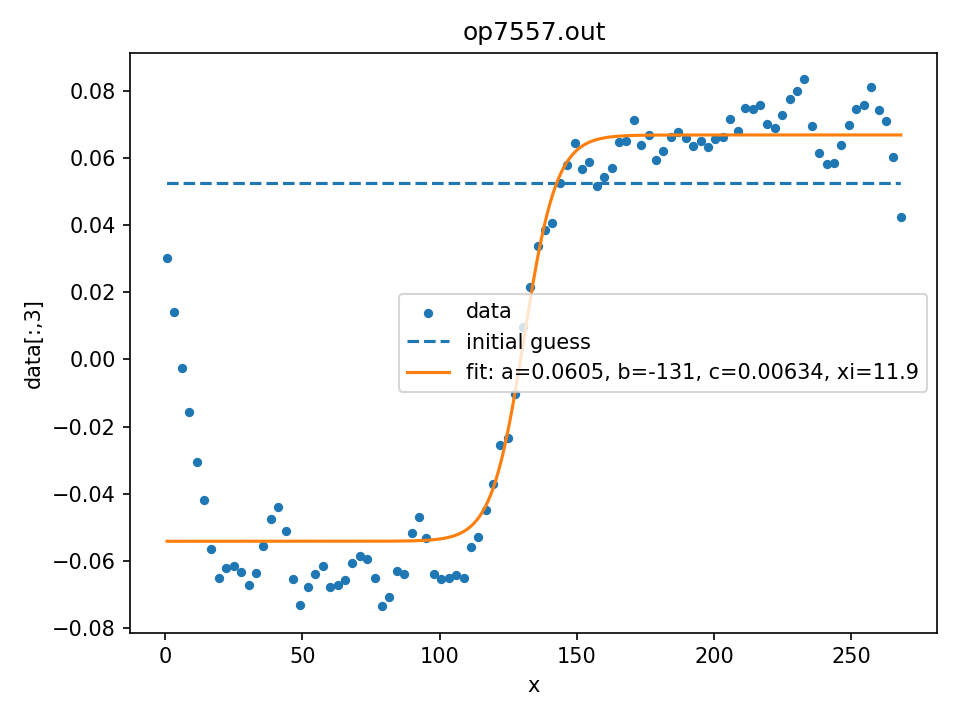 op7557.out
data[:,3]
0.08
0.06
0.04
0.02
0.00
−0.02
−0.04
−0.06
−0.08
data
initial guess
fit: a=0.0605, b=-131, c=0.00634, xi=11.9
0 50 100 150 200 250
x